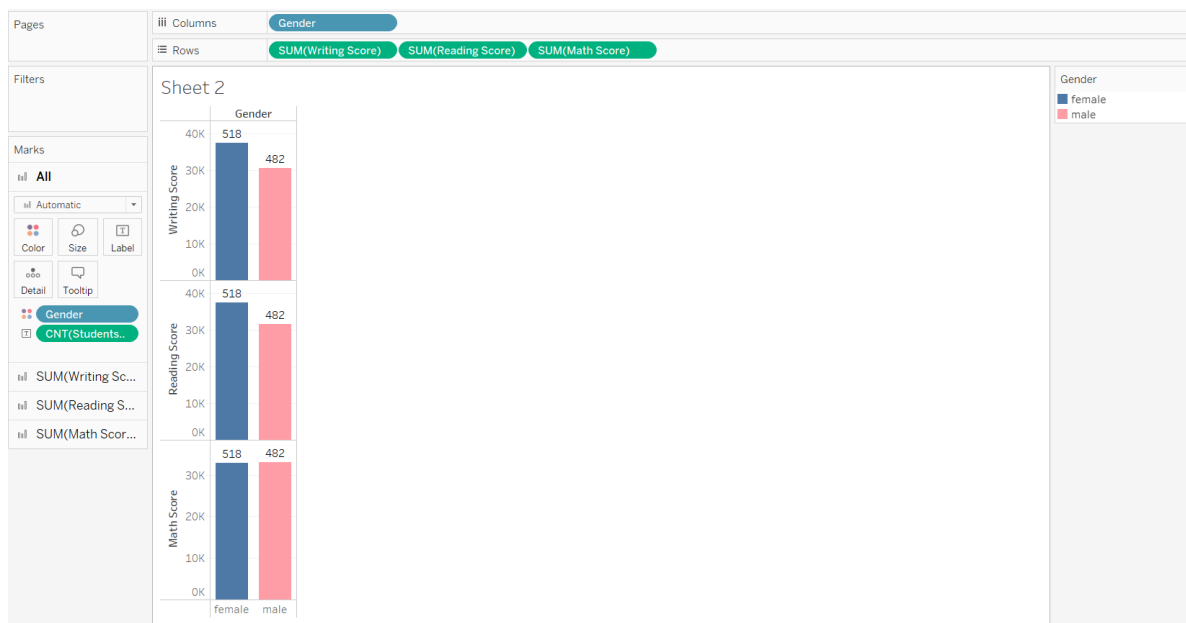 Pages
Columns
Gender
Rows
SUM(Writing Score)
SUM(Reading Score)
SUM(Math Score)
Filters
Marks
All
Automatic
Color
Size
Label
Detail
Tooltip
Gender
CNT(Students..
SUM(Writing Sc...
SUM(Reading S...
SUM(Math Scor...
Sheet 2
Gender
Writing Score
40K
30K
20K
10K
0K
518
482
Reading Score
40K
30K
20K
10K
0K
518
482
Math Score
30K
20K
10K
0K
518
482
female
male
Gender
female
male